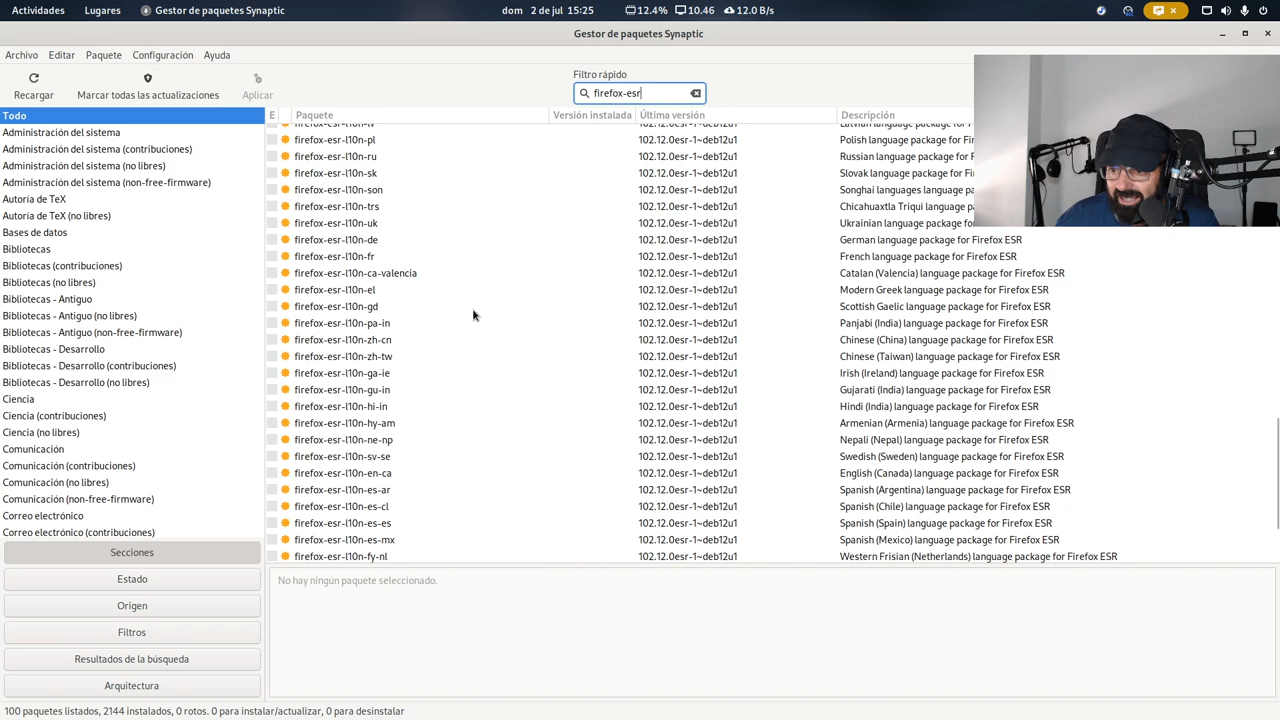 Actividades Lugares Gestor de paquetes Synaptic dom 2 de jul 15:25 12.4% 10.46 12.0 B/s
Gestor de paquetes Synaptic
Archivo Editar Paquete Configuración Ayuda
Recargar Marcar todas las actualizaciones Aplicar
Filtro rápido
firefox-esr
Todo
Administración del sistema
Administración del sistema (contribuciones)
Administración del sistema (no libres)
Administración del sistema (non-free-firmware)
Autoría de TeX
Autoría de TeX (no libres)
Bases de datos
Bibliotecas
Bibliotecas (contribuciones)
Bibliotecas (no libres)
Bibliotecas - Antiguo
Bibliotecas - Antiguo (no libres)
Bibliotecas - Antiguo (non-free-firmware)
Bibliotecas - Desarrollo
Bibliotecas - Desarrollo (contribuciones)
Bibliotecas - Desarrollo (no libres)
Ciencia
Ciencia (contribuciones)
Ciencia (no libres)
Comunicación
Comunicación (contribuciones)
Comunicación (no libres)
Comunicación (non-free-firmware)
Correo electrónico
Correo electrónico (contribuciones)
Secciones
Estado
Origen
Filtros
Resultados de la búsqueda
Arquitectura
E Paquete Versión instalada Última versión Descripción
firefox-esr-l10n-lv 102.12.0esr-1~deb12u1 Latvian language package for
firefox-esr-l10n-pl 102.12.0esr-1~deb12u1 Polish language package for F
firefox-esr-l10n-ru 102.12.0esr-1~deb12u1 Russian language package for
firefox-esr-l10n-sk 102.12.0esr-1~deb12u1 Slovak language package for F
firefox-esr-l10n-son 102.12.0esr-1~deb12u1 Songhai languages language pa
firefox-esr-l10n-trs 102.12.0esr-1~deb12u1 Chicahuaxtla Triqui language
firefox-esr-l10n-uk 102.12.0esr-1~deb12u1 Ukrainian language package fo
firefox-esr-l10n-de 102.12.0esr-1~deb12u1 German language package for Firefox ESR
firefox-esr-l10n-fr 102.12.0esr-1~deb12u1 French language package for Firefox ESR
firefox-esr-l10n-ca-valencia 102.12.0esr-1~deb12u1 Catalan (Valencia) language package for Firefox ESR
firefox-esr-l10n-el 102.12.0esr-1~deb12u1 Modern Greek language package for Firefox ESR
firefox-esr-l10n-gd 102.12.0esr-1~deb12u1 Scottish Gaelic language package for Firefox ESR
firefox-esr-l10n-pa-in 102.12.0esr-1~deb12u1 Panjabi (India) language package for Firefox ESR
firefox-esr-l10n-zh-cn 102.12.0esr-1~deb12u1 Chinese (China) language package for Firefox ESR
firefox-esr-l10n-zh-tw 102.12.0esr-1~deb12u1 Chinese (Taiwan) language package for Firefox ESR
firefox-esr-l10n-ga-ie 102.12.0esr-1~deb12u1 Irish (Ireland) language package for Firefox ESR
firefox-esr-l10n-gu-in 102.12.0esr-1~deb12u1 Gujarati (India) language package for Firefox ESR
firefox-esr-l10n-hi-in 102.12.0esr-1~deb12u1 Hindi (India) language package for Firefox ESR
firefox-esr-l10n-hy-am 102.12.0esr-1~deb12u1 Armenian (Armenia) language package for Firefox ESR
firefox-esr-l10n-ne-np 102.12.0esr-1~deb12u1 Nepali (Nepal) language package for Firefox ESR
firefox-esr-l10n-sv-se 102.12.0esr-1~deb12u1 Swedish (Sweden) language package for Firefox ESR
firefox-esr-l10n-en-ca 102.12.0esr-1~deb12u1 English (Canada) language package for Firefox ESR
firefox-esr-l10n-es-ar 102.12.0esr-1~deb12u1 Spanish (Argentina) language package for Firefox ESR
firefox-esr-l10n-es-cl 102.12.0esr-1~deb12u1 Spanish (Chile) language package for Firefox ESR
firefox-esr-l10n-es-es 102.12.0esr-1~deb12u1 Spanish (Spain) language package for Firefox ESR
firefox-esr-l10n-es-mx 102.12.0esr-1~deb12u1 Spanish (Mexico) language package for Firefox ESR
firefox-esr-l10n-fy-nl 102.12.0esr-1~deb12u1 Western Frisian (Netherlands) language package for Firefox ESR
No hay ningún paquete seleccionado.
100 paquetes listados, 2144 instalados, 0 rotos. 0 para instalar/actualizar, 0 para desinstalar